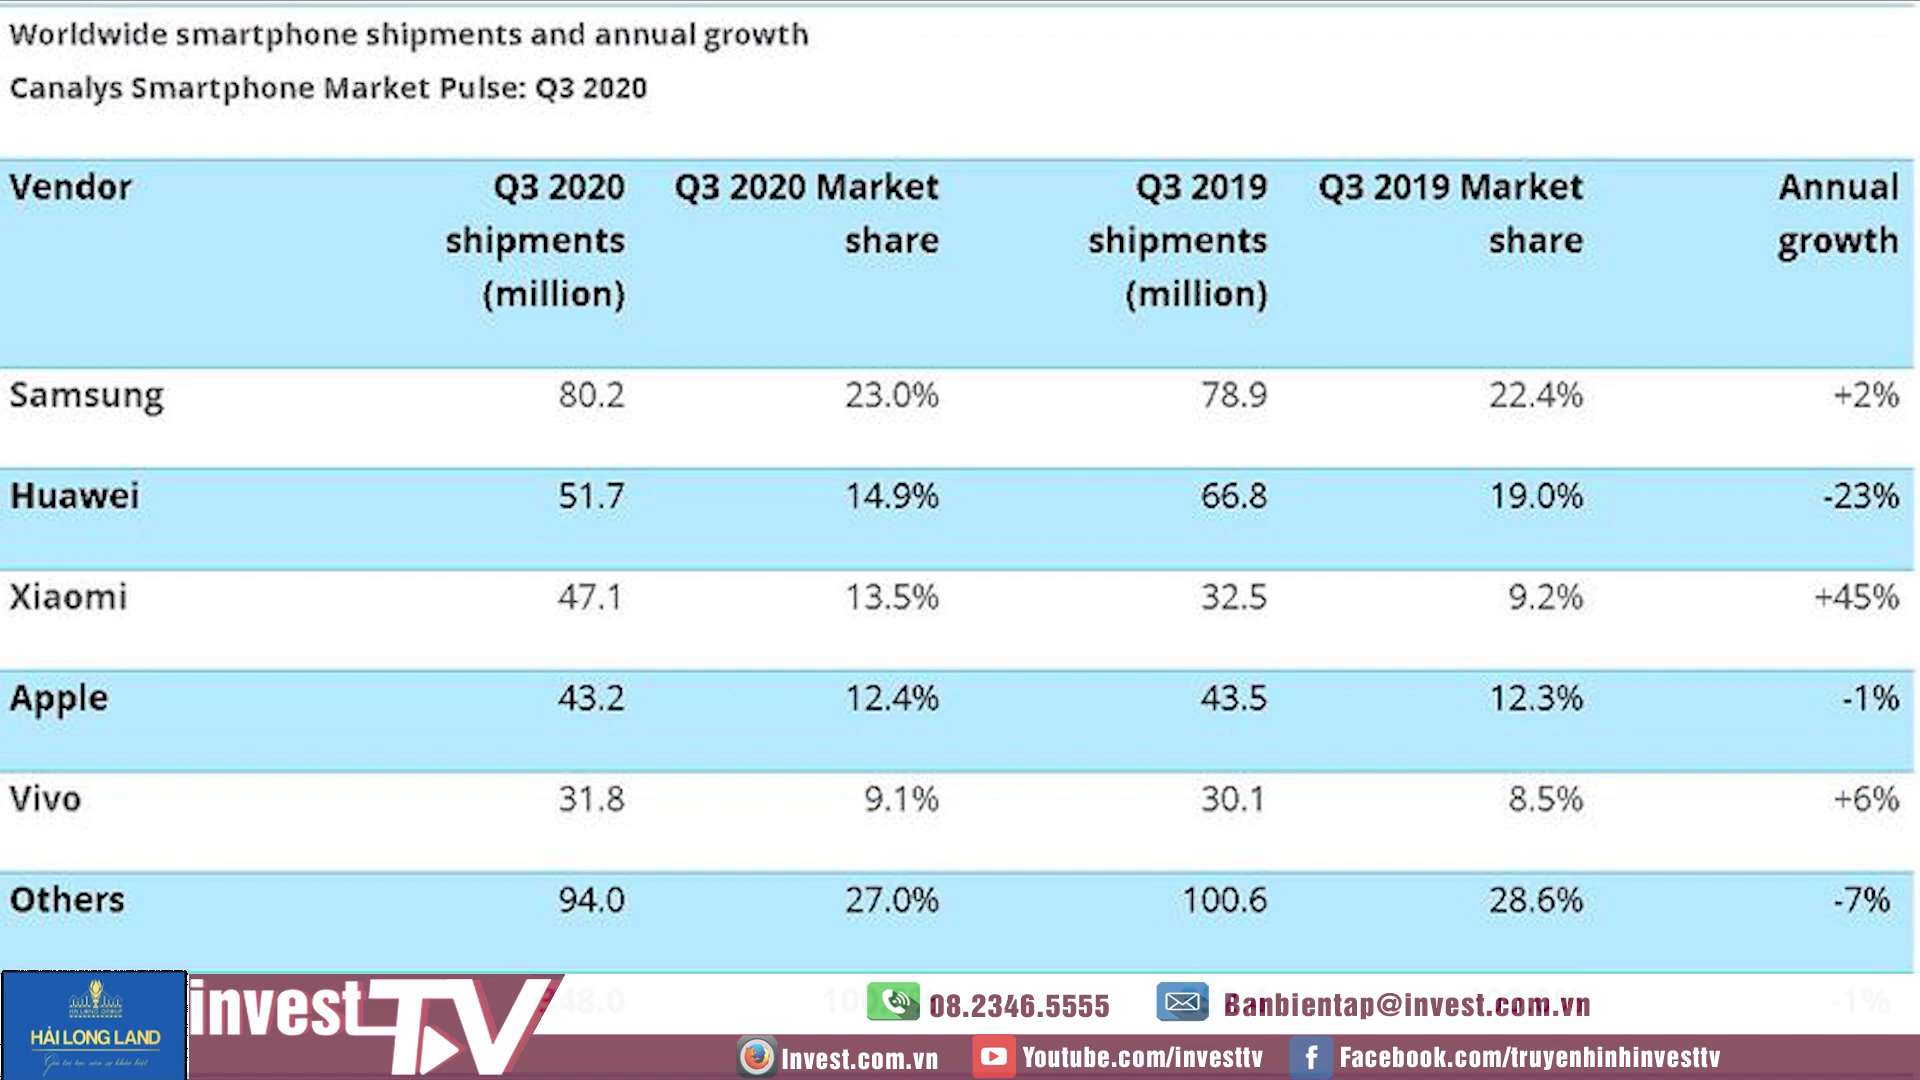 Worldwide smartphone shipments and annual growth
Canalys Smartphone Market Pulse: Q3 2020
Vendor Q3 2020 shipments (million) Q3 2020 Market share Q3 2019 shipments (million) Q3 2019 Market share Annual growth
Samsung 80.2 23.0% 78.9 22.4% +2%
Huawei 51.7 14.9% 66.8 19.0% -23%
Xiaomi 47.1 13.5% 32.5 9.2% +45%
Apple 43.2 12.4% 43.5 12.3% -1%
Vivo 31.8 9.1% 30.1 8.5% +6%
Others 94.0 27.0% 100.6 28.6% -7%
-1%
HẢI LONG LAND
investTV
08.2346.5555 Banbientap@invest.com.vn
Invest.com.vn Youtube.com/investtv Facebook.com/truyenhinhinvesttv